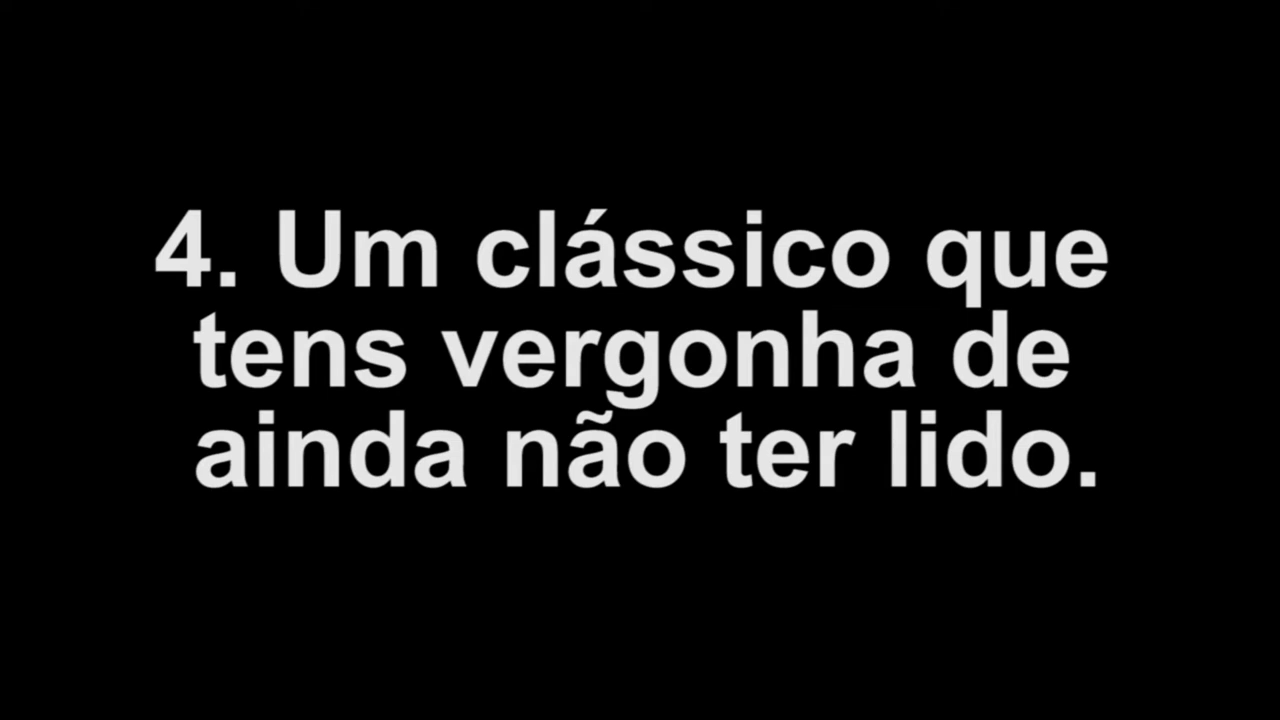 4. Um clássico que
tens vergonha de
ainda não ter lido.